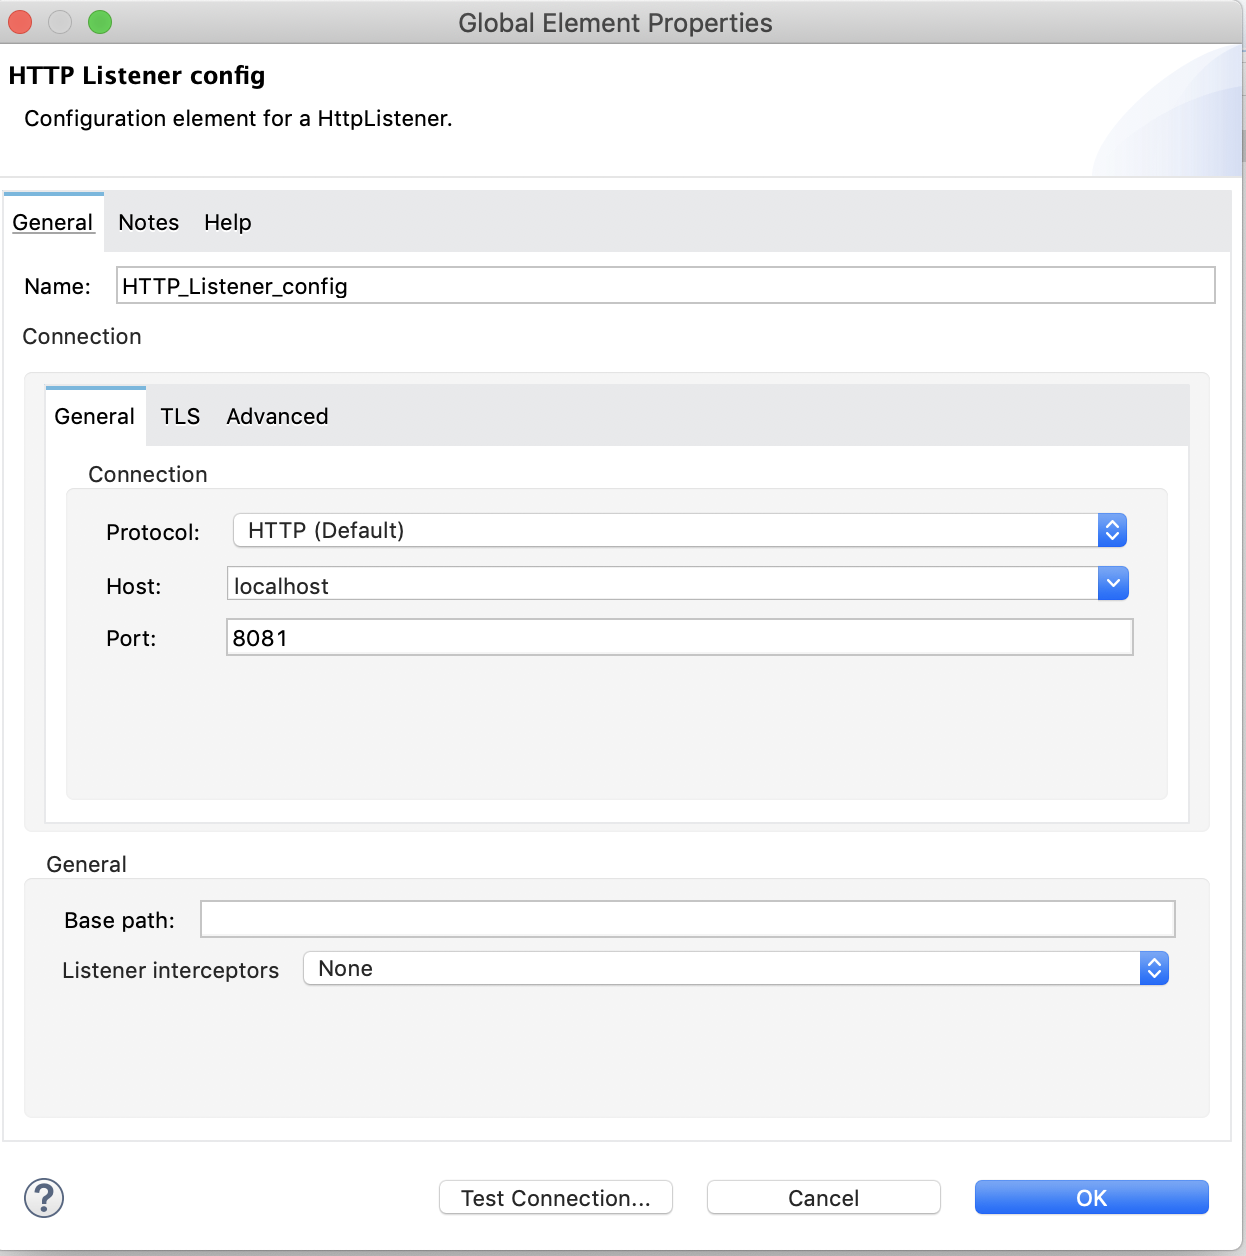 Global Element Properties
HTTP Listener config
Configuration element for a HttpListener.
General Notes Help
Name: HTTP_Listener_config
Connection
General TLS Advanced
Connection
Protocol: HTTP (Default)
Host: localhost
Port: 8081
General
Base path:
Listener interceptors None
? Test Connection... Cancel OK